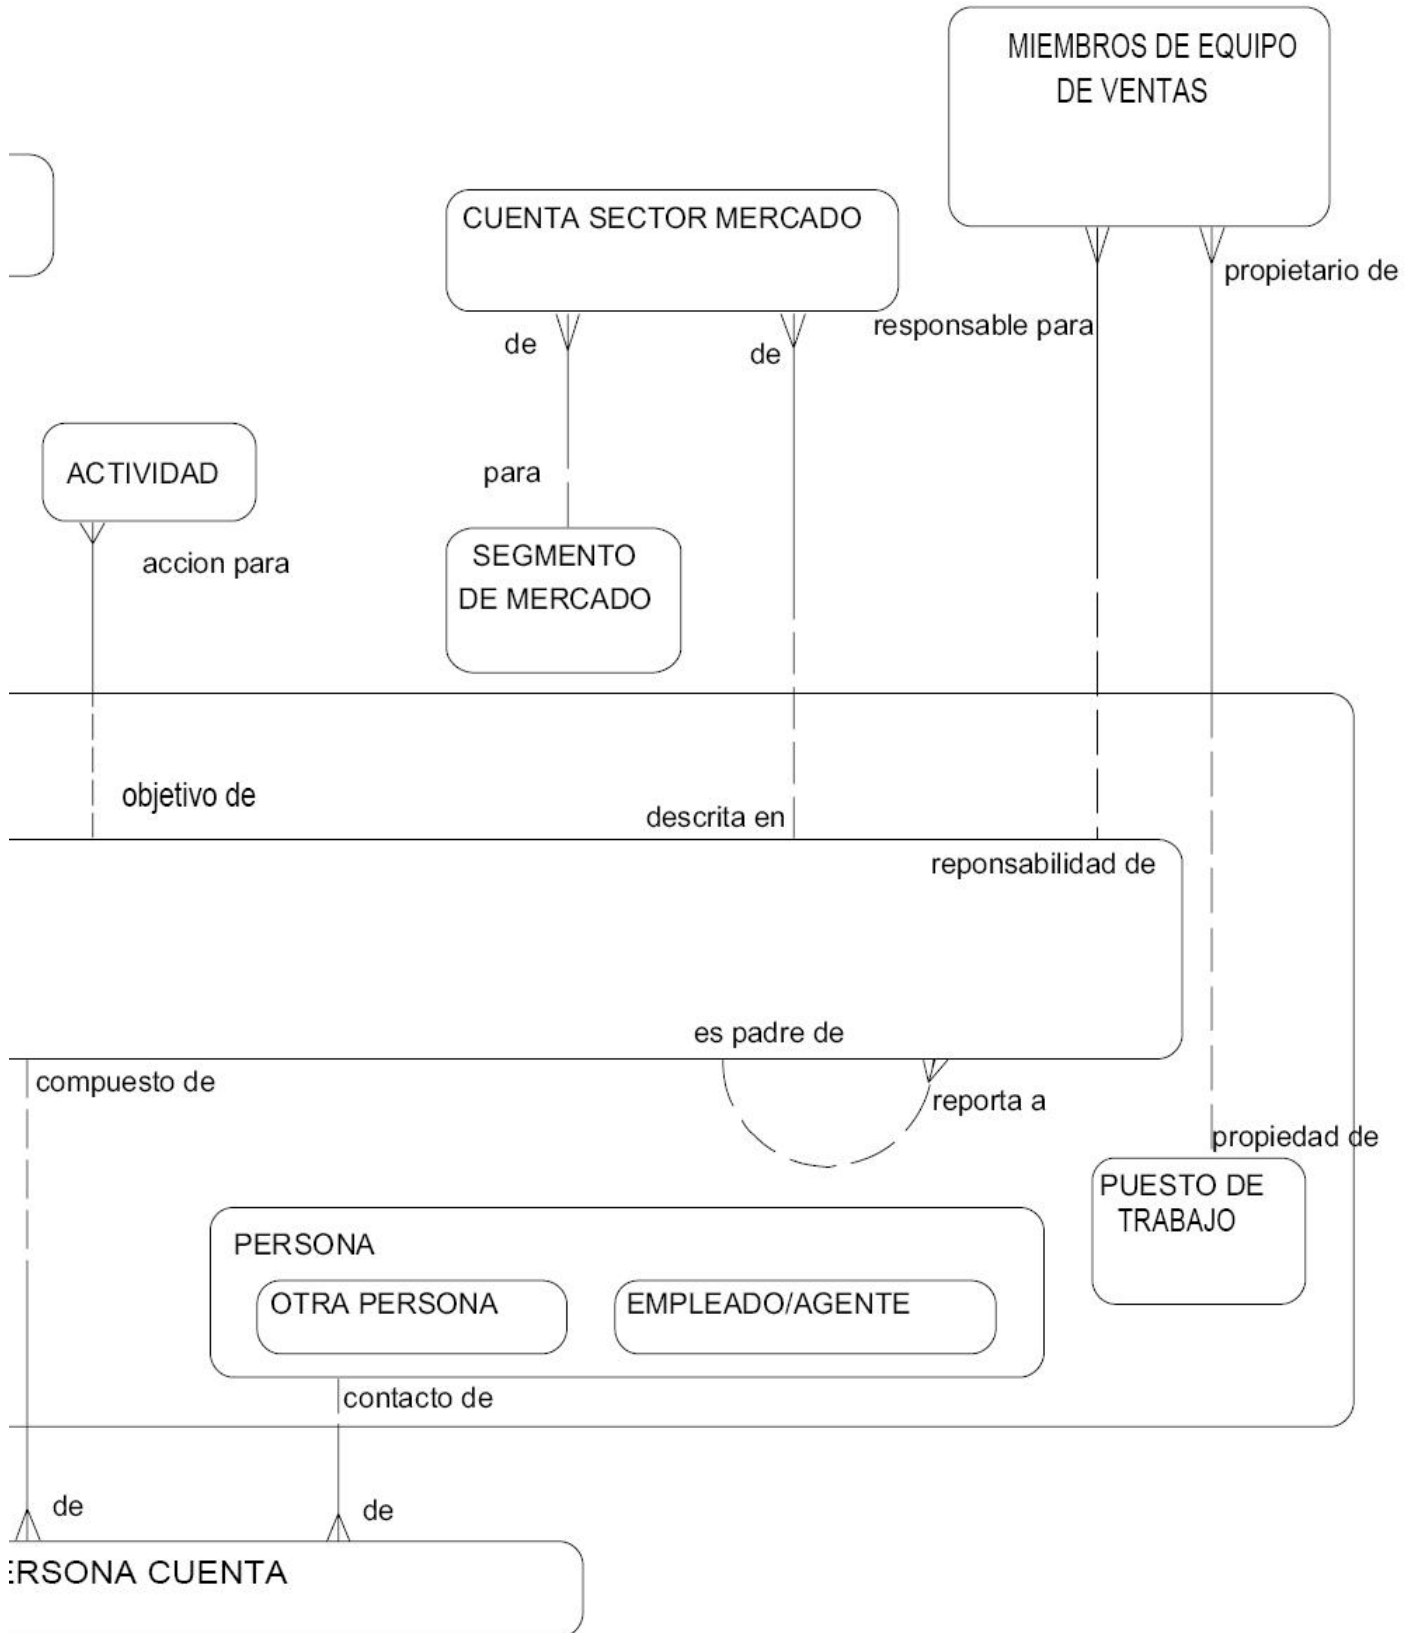 MIEMBROS DE EQUIPO
DE VENTAS
CUENTA SECTOR MERCADO
propietario de
responsable para
de
de
ACTIVIDAD
para
accion para
SEGMENTO
DE MERCADO
objetivo de
descrita en
reponsabilidad de
es padre de
compuesto de
reporta a
propiedad de
PUESTO DE
TRABAJO
PERSONA
OTRA PERSONA
EMPLEADO/AGENTE
contacto de
de
de
ERSONA CUENTA